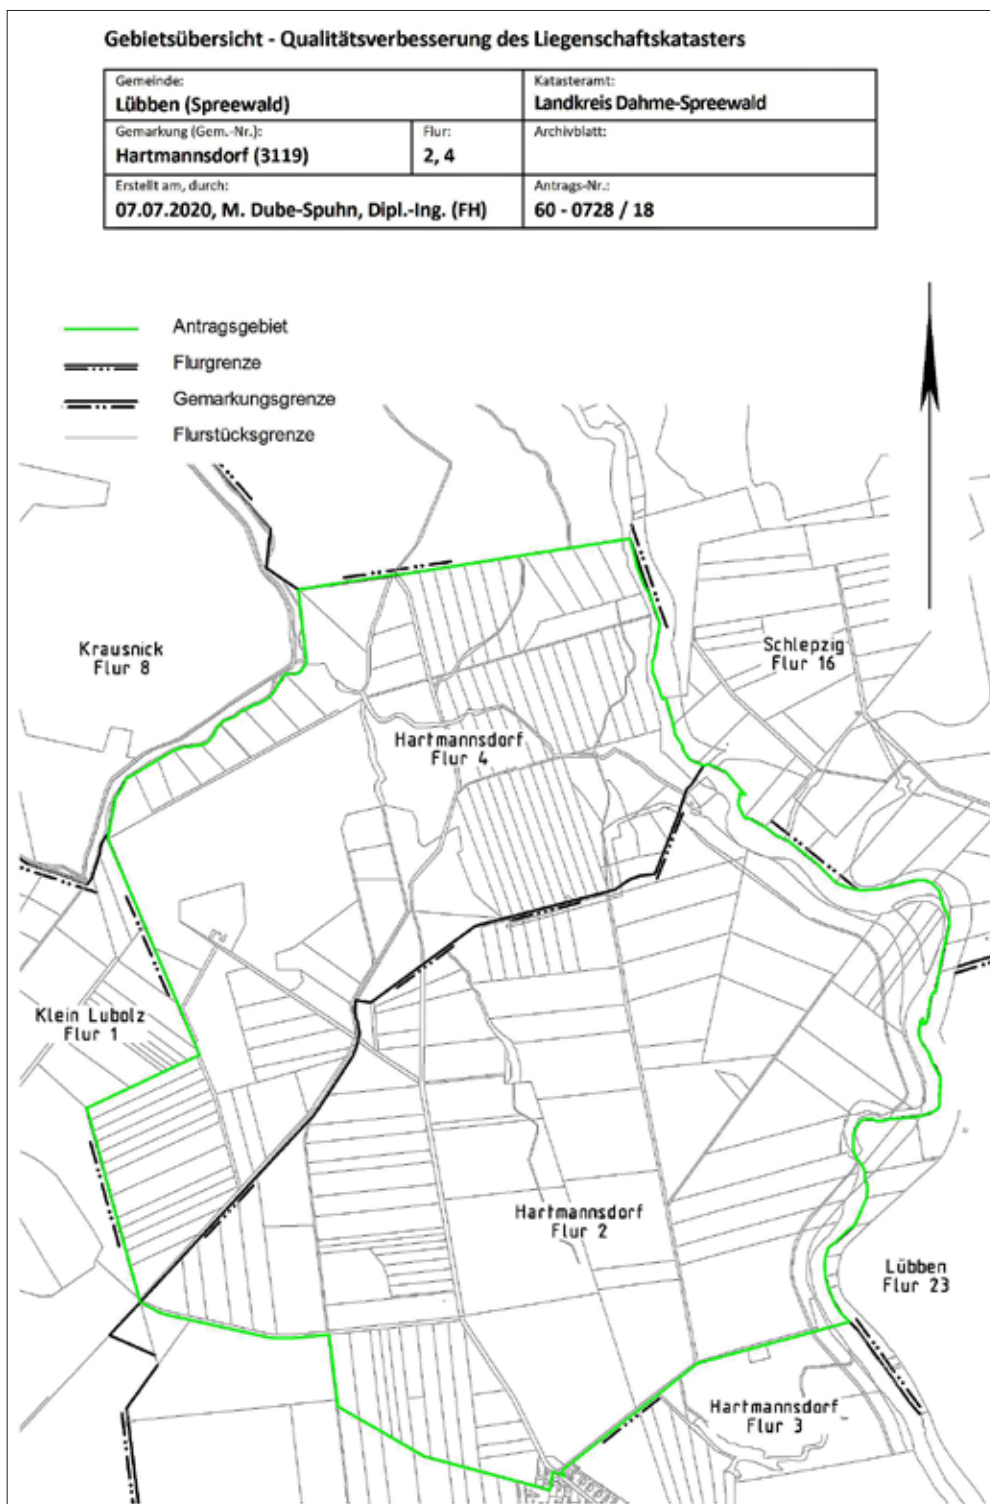 Gebietsübersicht - Qualitätsverbesserung des Liegenschaftskatasters
Gemeinde:
Lübben (Spreewald)
Katasteramt:
Landkreis Dahme-Spreewald
Gemarkung (Gem.-Nr.):
Hartmannsdorf (3119)
Flur:
2, 4
Archivblatt:
Erstellt am, durch:
07.07.2020, M. Dube-Spuhn, Dipl.-Ing. (FH)
Antrags-Nr.:
60 - 0728 / 18
Antragsgebiet
Flurgrenze
Gemarkungsgrenze
Flurstücksgrenze
Krausnick
Flur 8
Schlepzig
Flur 16
Hartmannsdorf
Flur 4
Klein Lubolz
Flur 1
Hartmannsdorf
Flur 2
Lübben
Flur 23
Hartmannsdorf
Flur 3